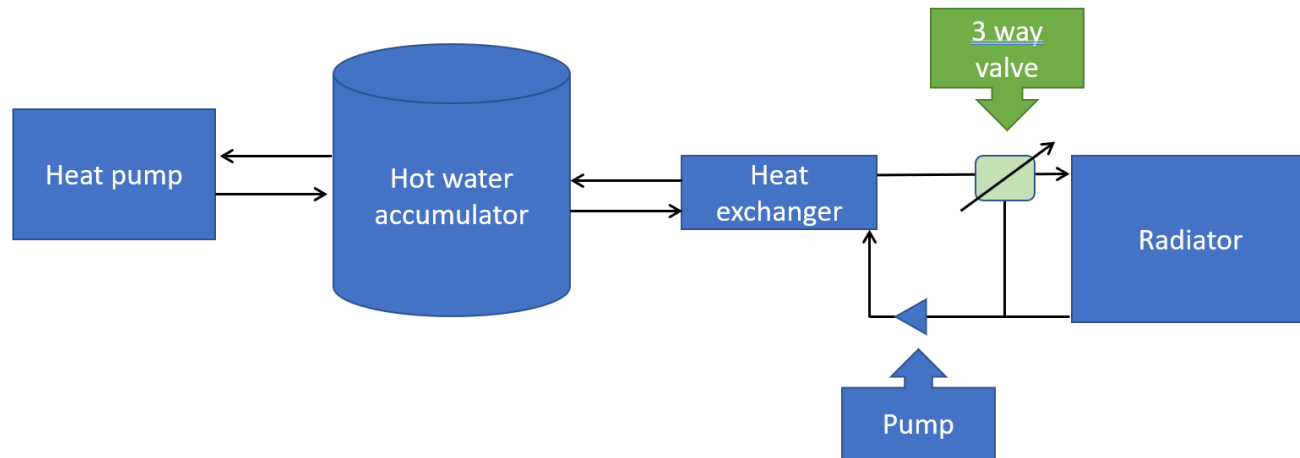 3 way
valve
Heat pump
Hot water
accumulator
Heat
exchanger
Radiator
Pump